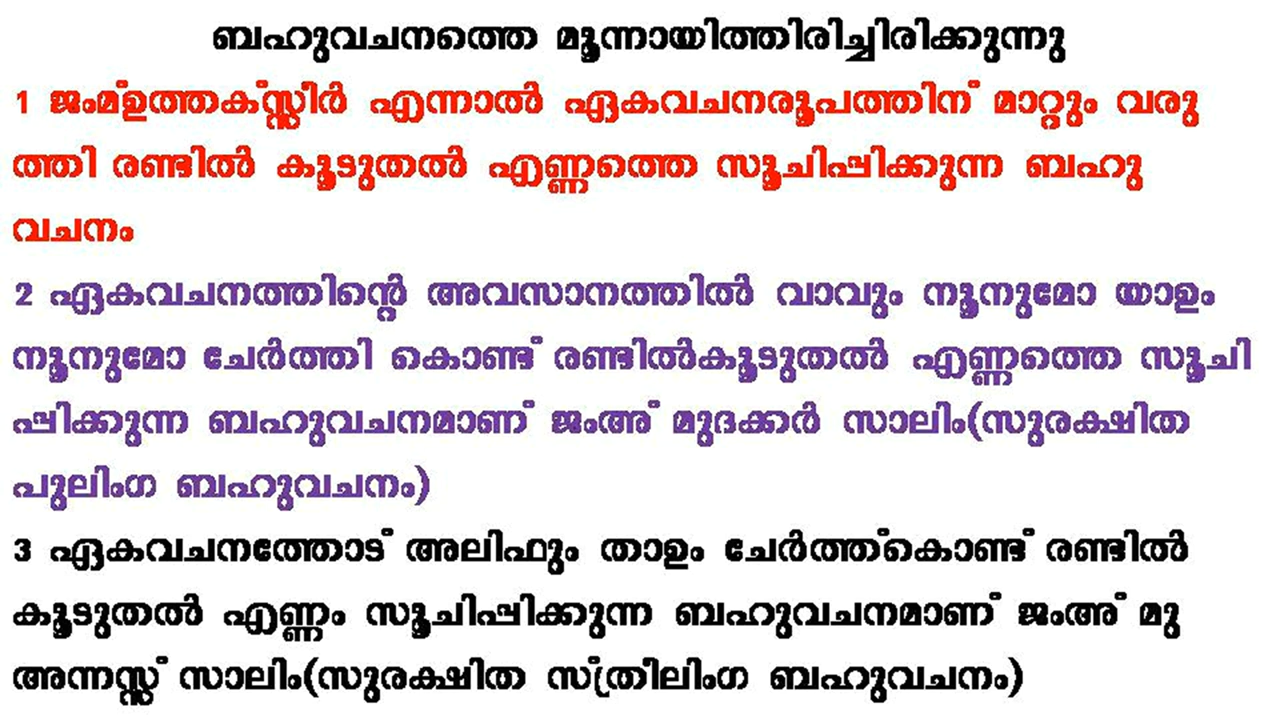 ബഹുവചനത്തെ മൂന്നായിത്തിരിച്ചിരിക്കുന്നു
1 ജംമ്ഉത്തക്സ്സീർ എന്നാൽ ഏകവചനരൂപത്തിന് മാറ്റും വരു
ത്തി രണ്ടിൽ കൂടുതൽ എണ്ണത്തെ സൂചിപ്പിക്കുന്ന ബഹു
വചനം
2 ഏകവചനത്തിന്റെ അവസാനത്തിൽ വാവും നൂനുമോ യാളം
നൂനുമോ ചേർത്തി കൊണ്ട് രണ്ടിൽകൂടുതൽ എണ്ണത്തെ സൂചി
പ്പിക്കുന്ന ബഹുവചനമാണ് ജംഅ് മുദക്കർ സാലിം(സുരക്ഷിത
പുലിംഗ ബഹുവചനം)
3 ഏകവചനത്തോട് അലിഫും താളം ചേർത്ത്കൊണ്ട് രണ്ടിൽ
കൂടുതൽ എണ്ണം സൂചിപ്പിക്കുന്ന ബഹുവചനമാണ് ജംഅ് മു
അന്നസ്സ് സാലിം(സുരക്ഷിത സ്ത്രീലിംഗ ബഹുവചനം)